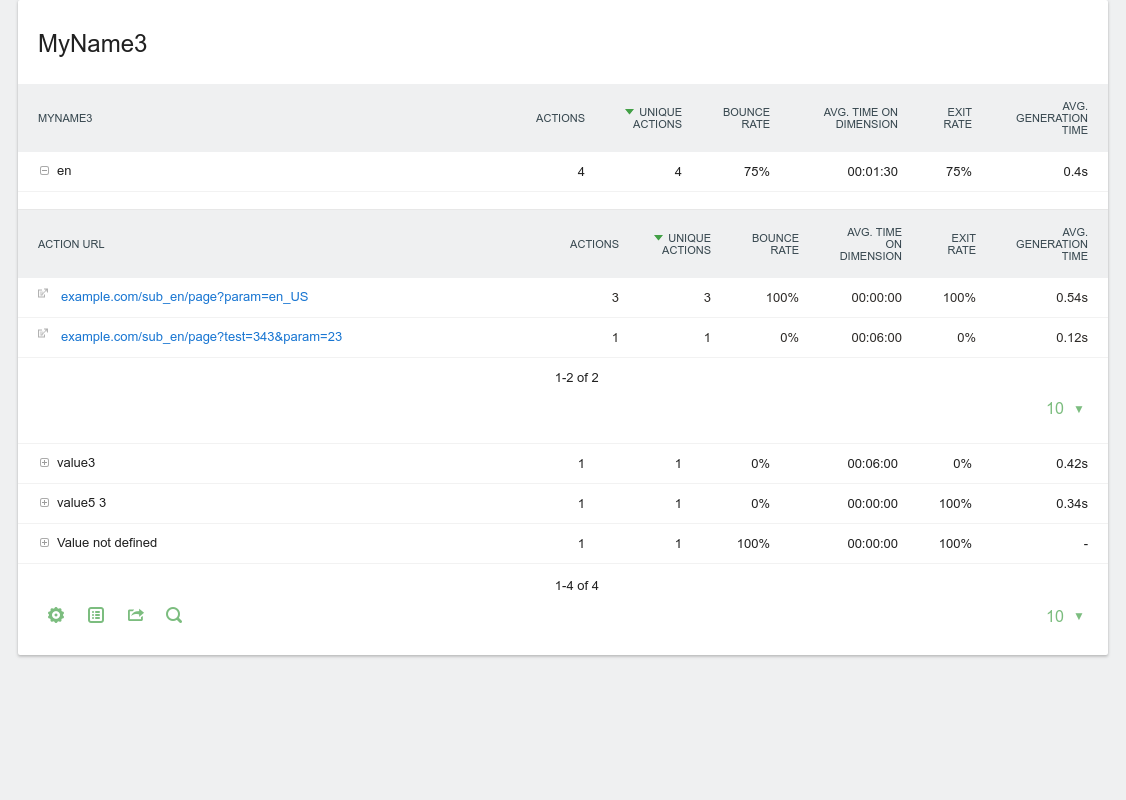 MyName3
MYNAME3 ACTIONS UNIQUE ACTIONS BOUNCE RATE AVG. TIME ON DIMENSION EXIT RATE AVG. GENERATION TIME
en 4 4 75% 00:01:30 75% 0.4s
ACTION URL ACTIONS UNIQUE ACTIONS BOUNCE RATE AVG. TIME ON DIMENSION EXIT RATE AVG. GENERATION TIME
example.com/sub_en/page?param=en_US 3 3 100% 00:00:00 100% 0.54s
example.com/sub_en/page?test=343&param=23 1 1 0% 00:06:00 0% 0.12s
1-2 of 2
10
value3 1 1 0% 00:06:00 0% 0.42s
value5 3 1 1 0% 00:00:00 100% 0.34s
Value not defined 1 1 100% 00:00:00 100% -
1-4 of 4
10